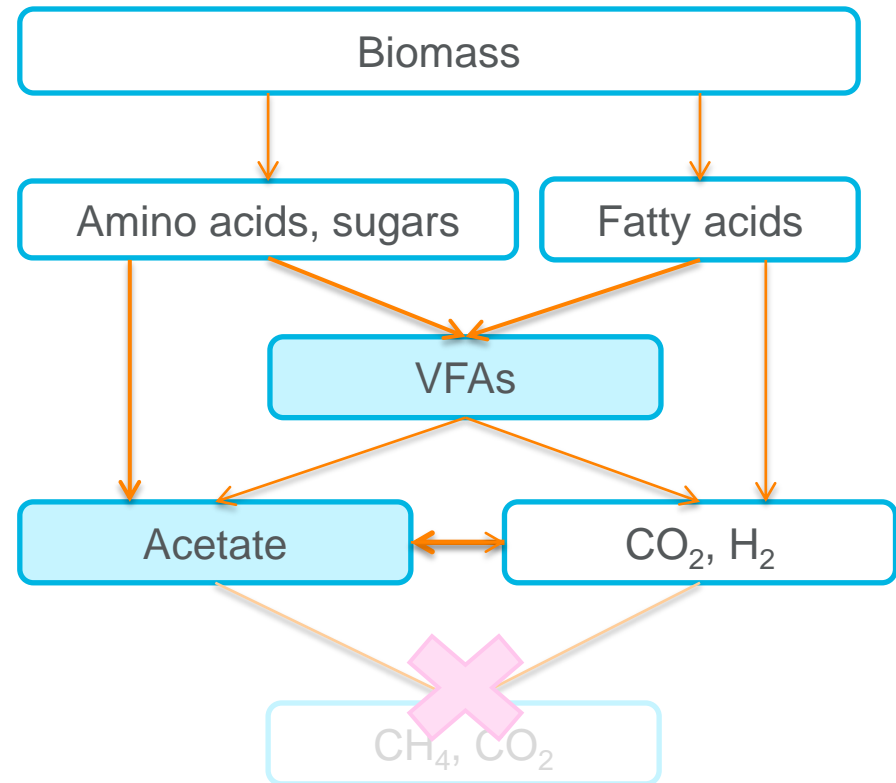 Biomass
Amino acids, sugars
Fatty acids
VFAs
Acetate
CO₂, H₂
CH₄, CO₂